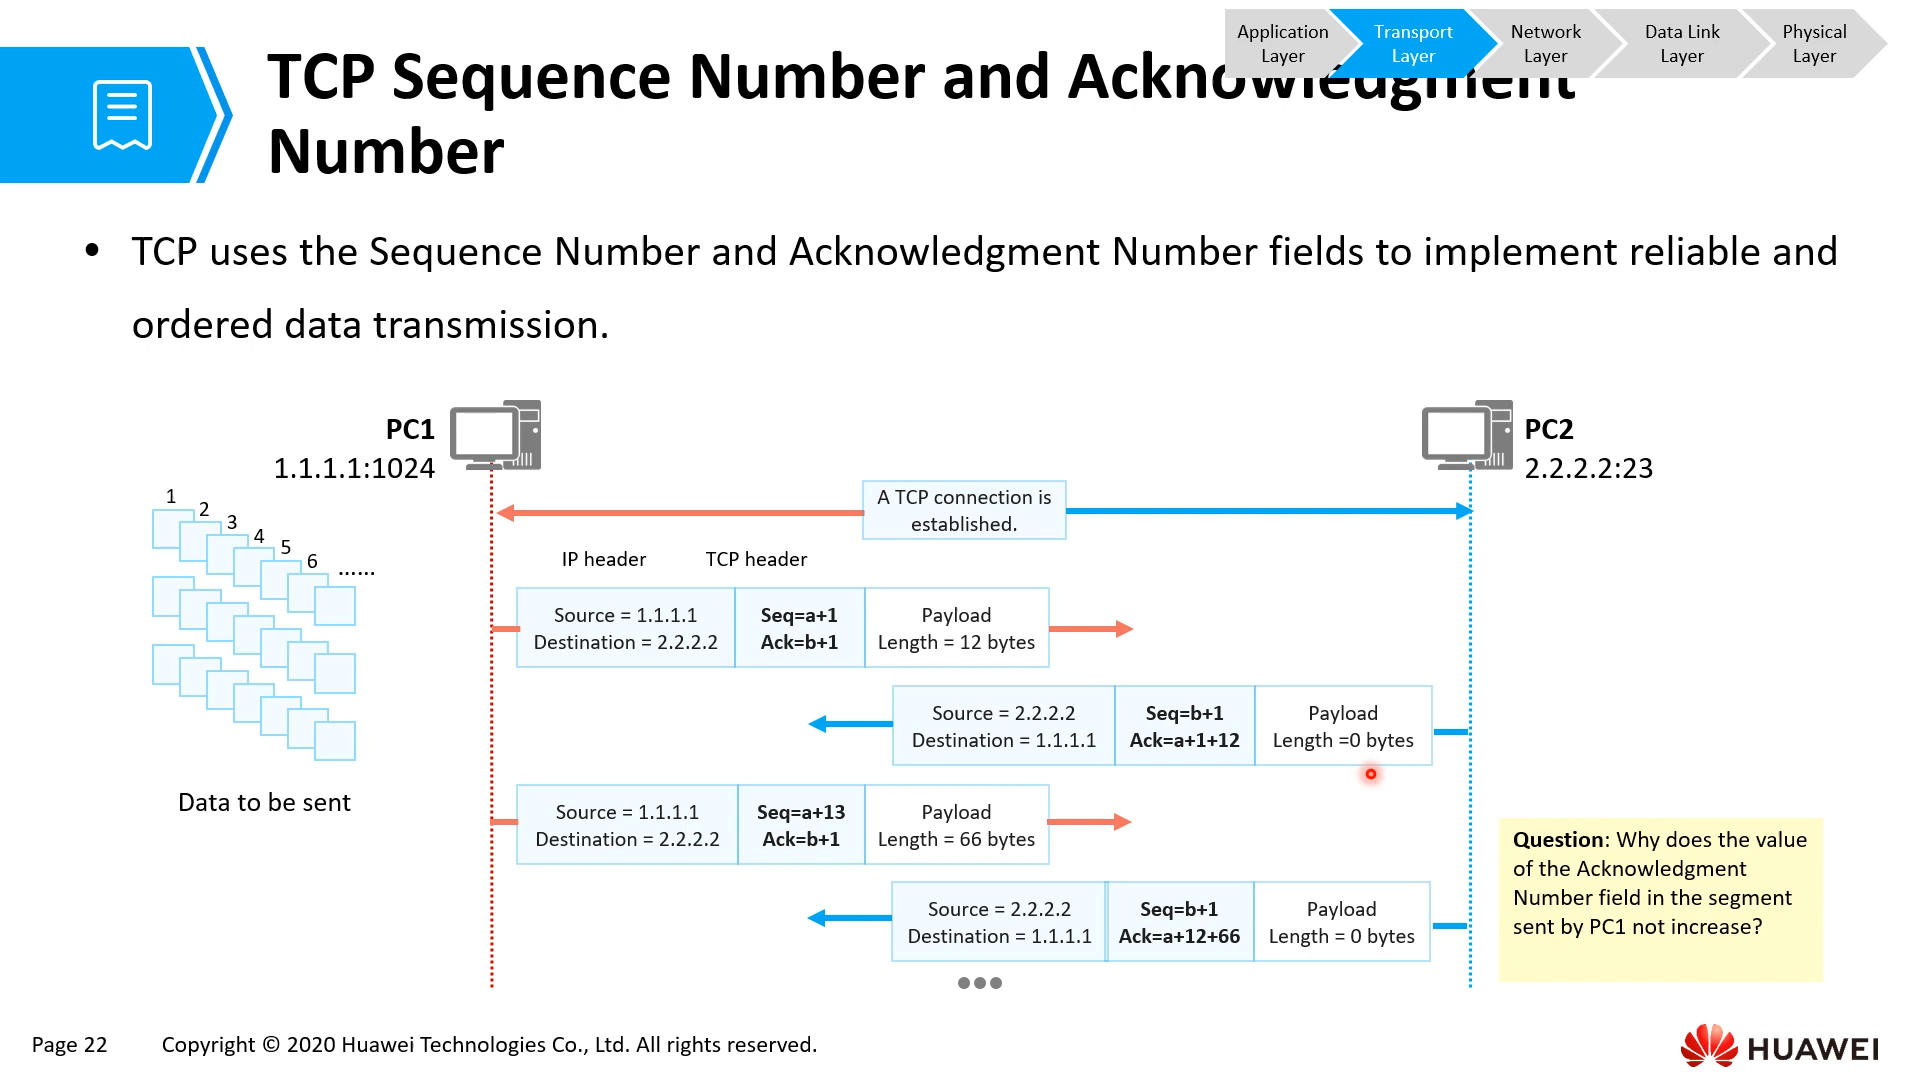 Application
Layer
Transport
Layer
Network
Layer
Data Link
Layer
Physical
Layer
TCP Sequence Number and Acknowledgment
Number
• TCP uses the Sequence Number and Acknowledgment Number fields to implement reliable and
ordered data transmission.
PC1
1.1.1.1:1024
PC2
2.2.2.2:23
1
2
3
4
5
6
......
Data to be sent
A TCP connection is
established.
IP header
TCP header
Source = 1.1.1.1
Destination = 2.2.2.2
Seq=a+1
Ack=b+1
Payload
Length = 12 bytes
Source = 2.2.2.2
Destination = 1.1.1.1
Seq=b+1
Ack=a+1+12
Payload
Length =0 bytes
Source = 1.1.1.1
Destination = 2.2.2.2
Seq=a+13
Ack=b+1
Payload
Length = 66 bytes
Source = 2.2.2.2
Destination = 1.1.1.1
Seq=b+1
Ack=a+12+66
Payload
Length = 0 bytes
Question: Why does the value
of the Acknowledgment
Number field in the segment
sent by PC1 not increase?
Page 22
Copyright © 2020 Huawei Technologies Co., Ltd. All rights reserved.
HUAWEI